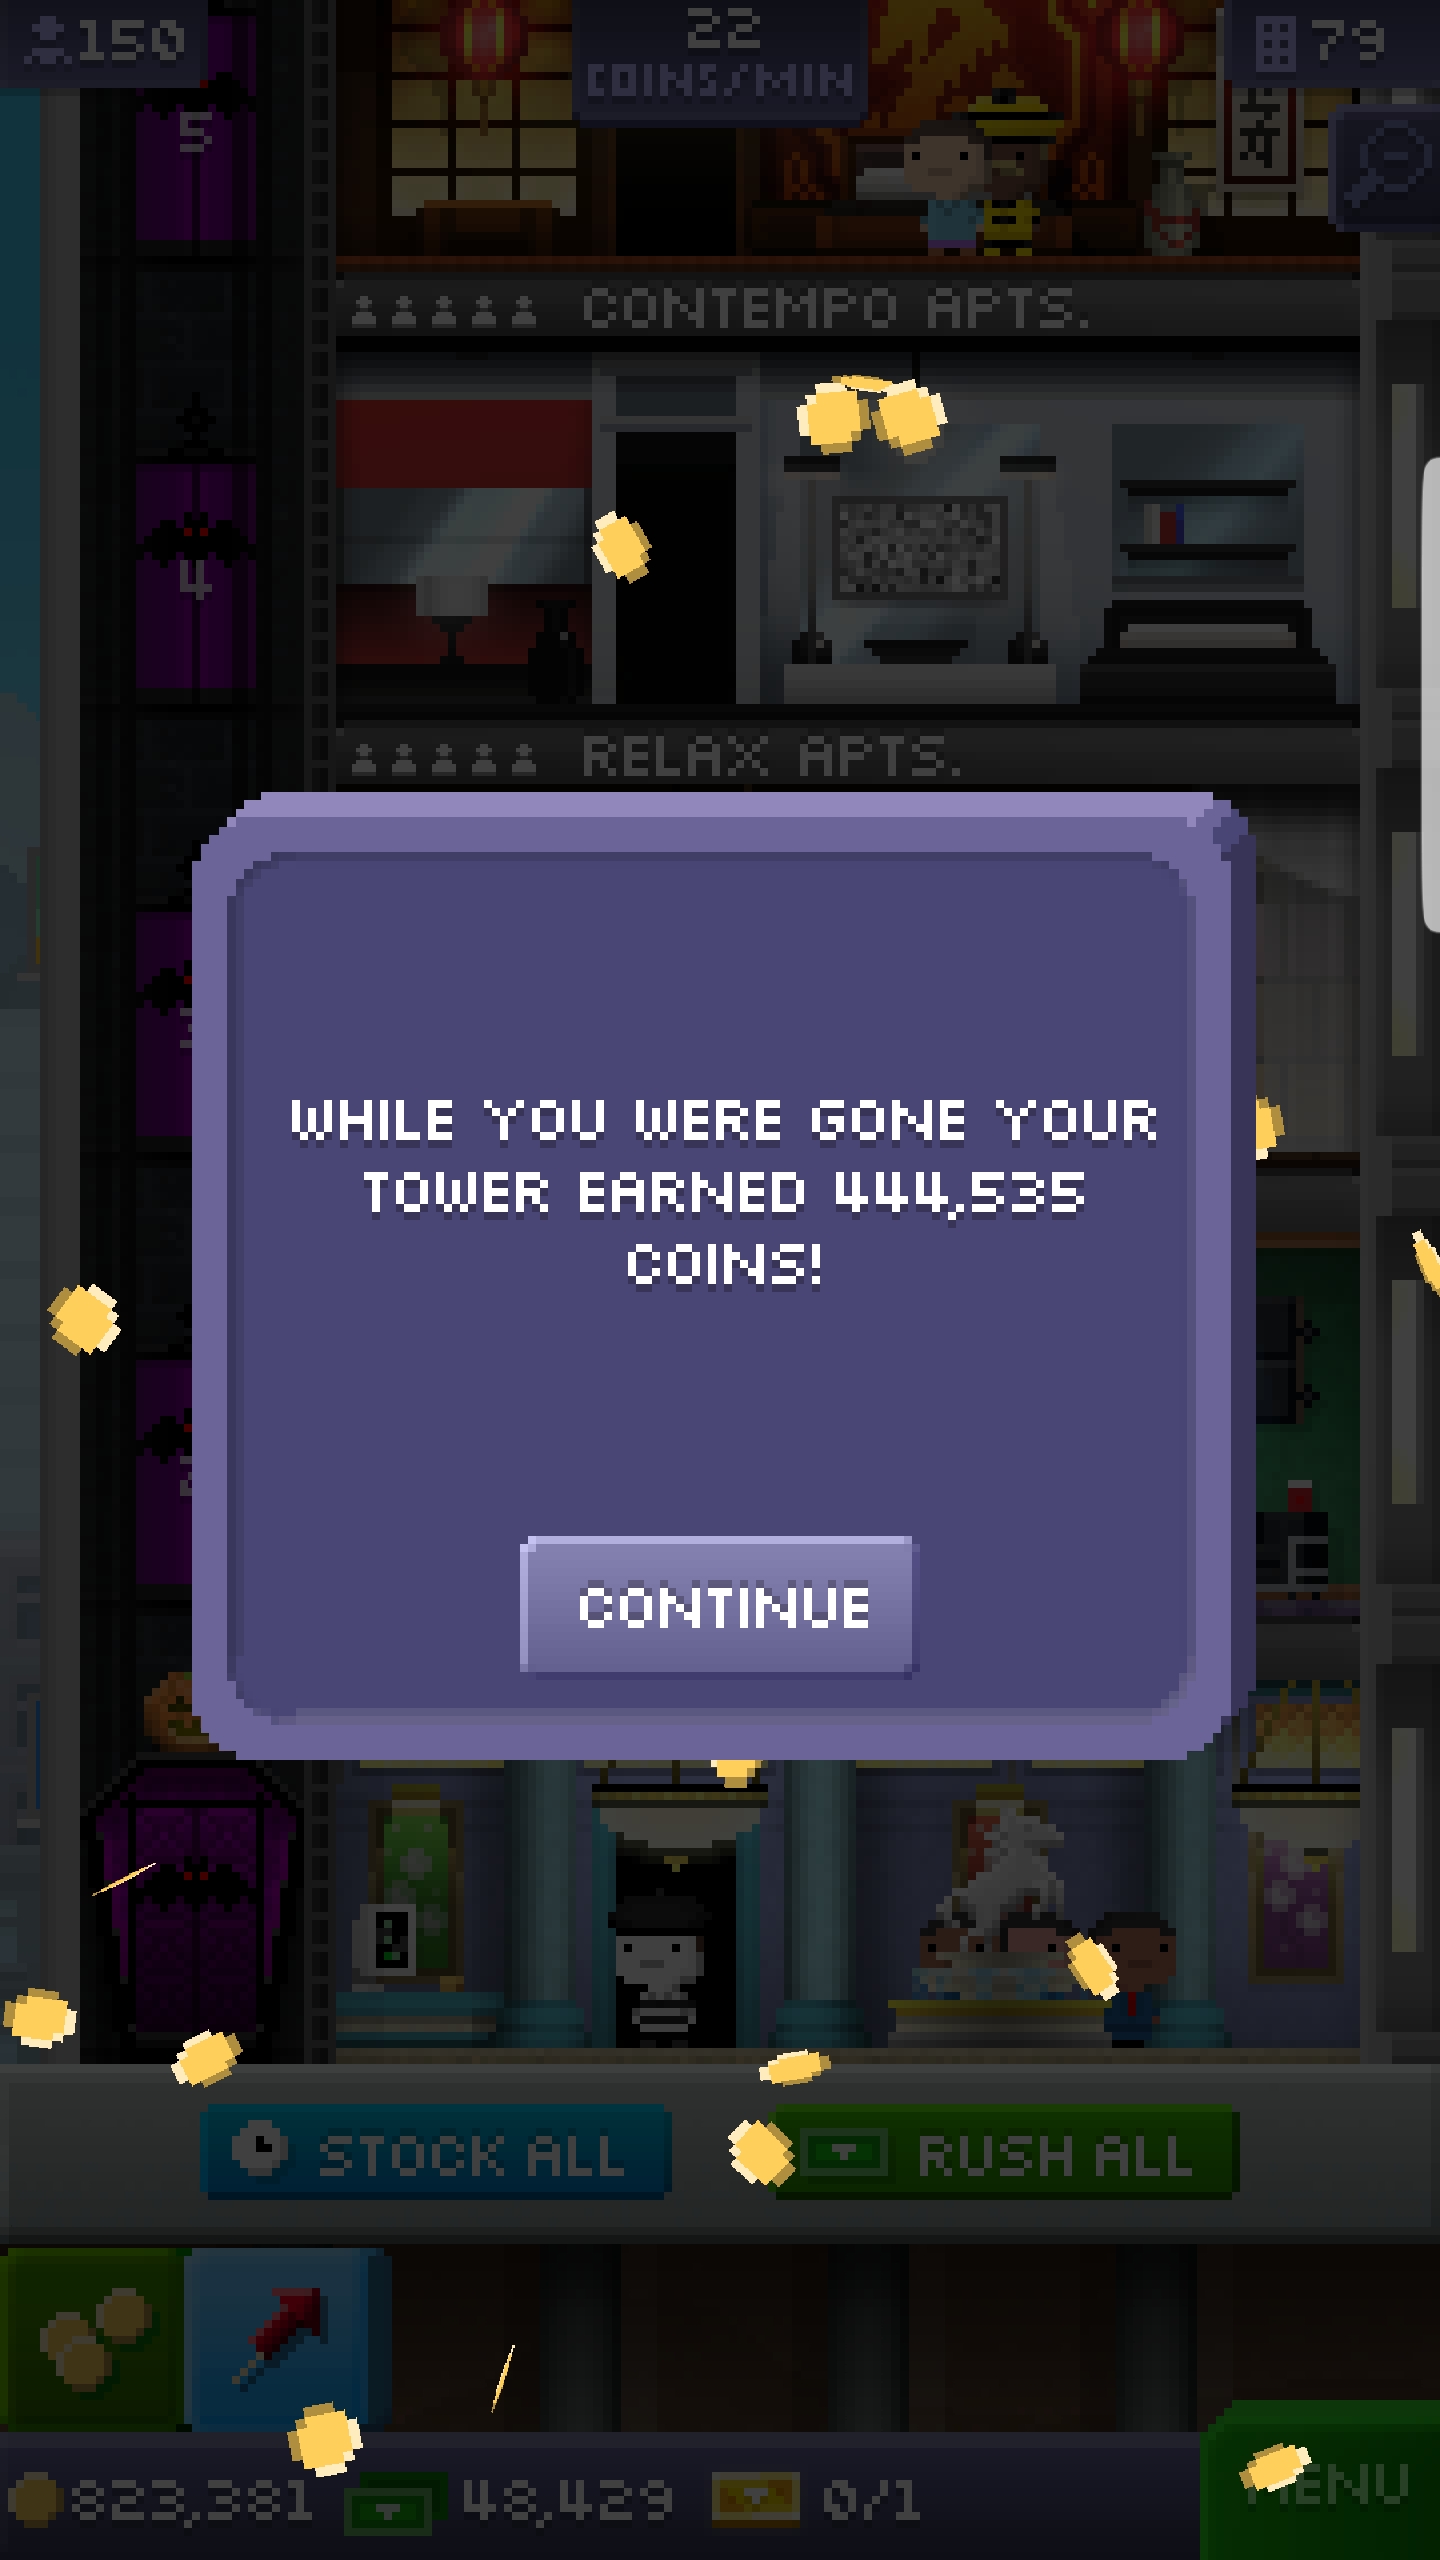 150
22
COINS/MIN
79
5
CONTEMPO APTS.
4
RELAX APTS.
WHILE YOU WERE GONE YOUR
TOWER EARNED 444,535
COINS!
CONTINUE
STOCK ALL
RUSH ALL
823,381
48,429
0/1
MENU